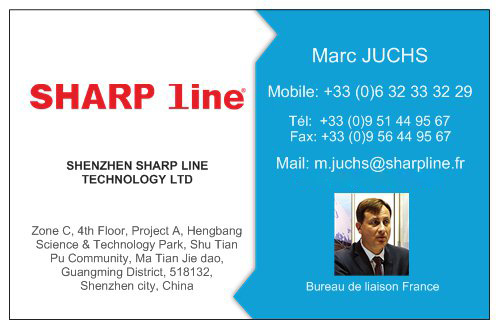 SHARP line®
SHENZHEN SHARP LINE
TECHNOLOGY LTD
Zone C, 4th Floor, Project A, Hengbang
Science & Technology Park, Shu Tian
Pu Community, Ma Tian Jie dao,
Guangming District, 518132,
Shenzhen city, China
Marc JUCHS
Mobile: +33 (0)6 32 33 32 29
Tél:  +33 (0)9 51 44 95 67
Fax: +33 (0)9 56 44 95 67
Mail: m.juchs@sharpline.fr
Bureau de liaison France